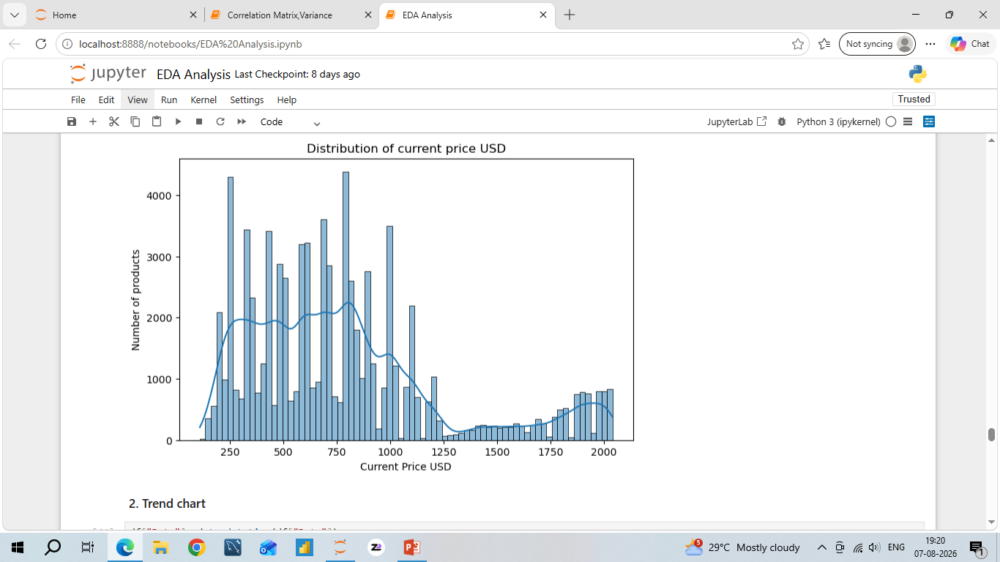 Home
Correlation Matrix,Variance
EDA Analysis
localhost:8888/notebooks/EDA%20Analysis.ipynb
Not syncing
Chat
jupyter EDA Analysis Last Checkpoint: 8 days ago
File Edit View Run Kernel Settings Help
Trusted
Code
JupyterLab
Python 3 (ipykernel)
Distribution of current price USD
4000
3000
2000
1000
0
Number of products
250 500 750 1000 1250 1500 1750 2000
Current Price USD
2. Trend chart
5
29°C Mostly cloudy
ENG
19:20
07-08-2026
1